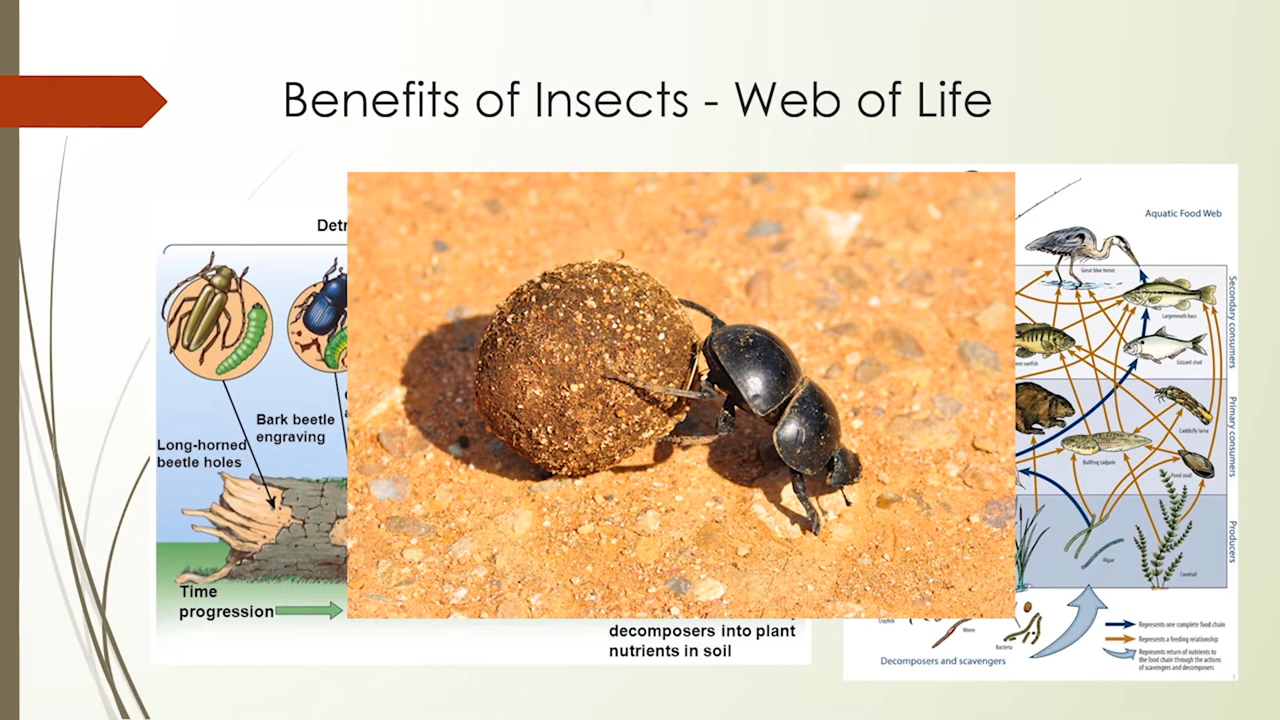 Benefits of Insects - Web of Life
Detr
Bark beetle
engraving
Long-horned
beetle holes
Time
progression
decomposers into plant
nutrients in soil
Aquatic Food Web
Great blue heron
Largemouth bass
Gizzard shad
sunfish
Secondary consumers
Caddisfly larva
Bullfrog tadpole
Pond snail
Primary consumers
Algae
Coontail
Producers
Crayfish
Worm
Bacteria
Decomposers and scavengers
Represents one complete food chain
Represents a feeding relationship
Represents return of nutrients to
the food chain through the actions
of scavengers and decomposers